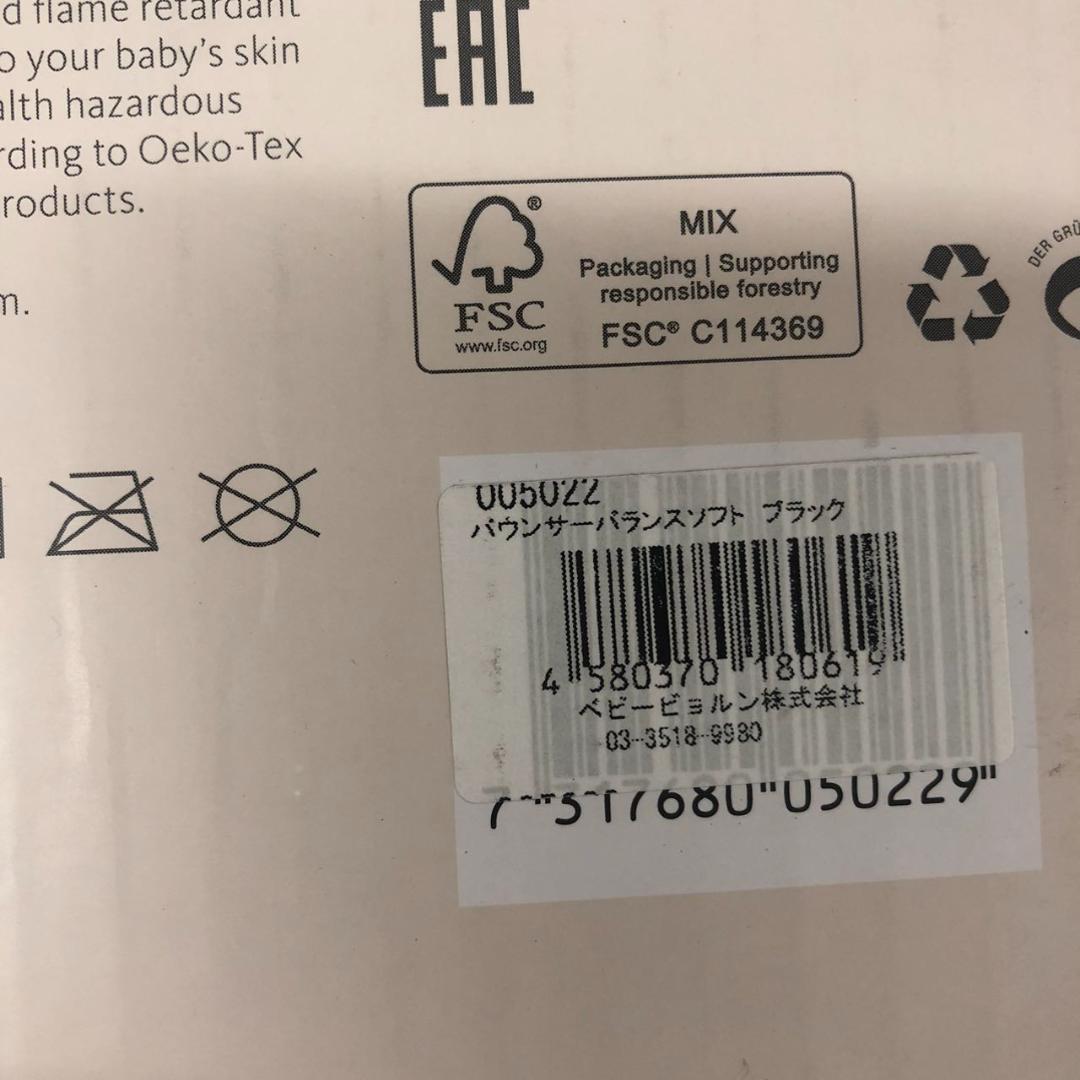 d flame retardant
o your baby's skin
alth hazardous
rding to Oeko-Tex
roducts.
m.
EAC
®
FSC
www.fsc.org
MIX
Packaging | Supporting
responsible forestry
FSC® C114369
DER GRÜ
005022
バウンサーバランスソフト ブラック
4 580370 180619
ベビービョルン株式会社
03-3518-9980
7 317680 050229